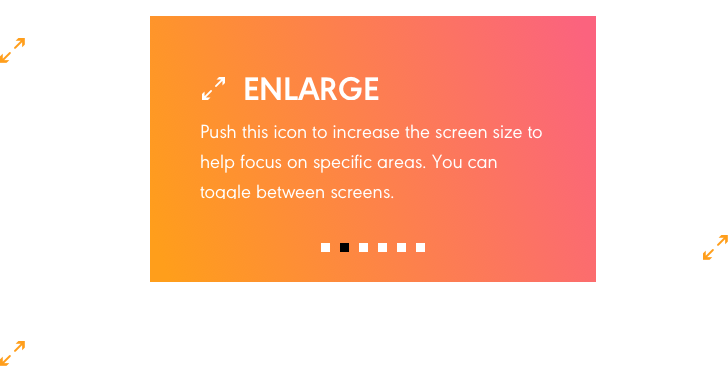 ENLARGE
Push this icon to increase the screen size to
help focus on specific areas. You can
toggle between screens.